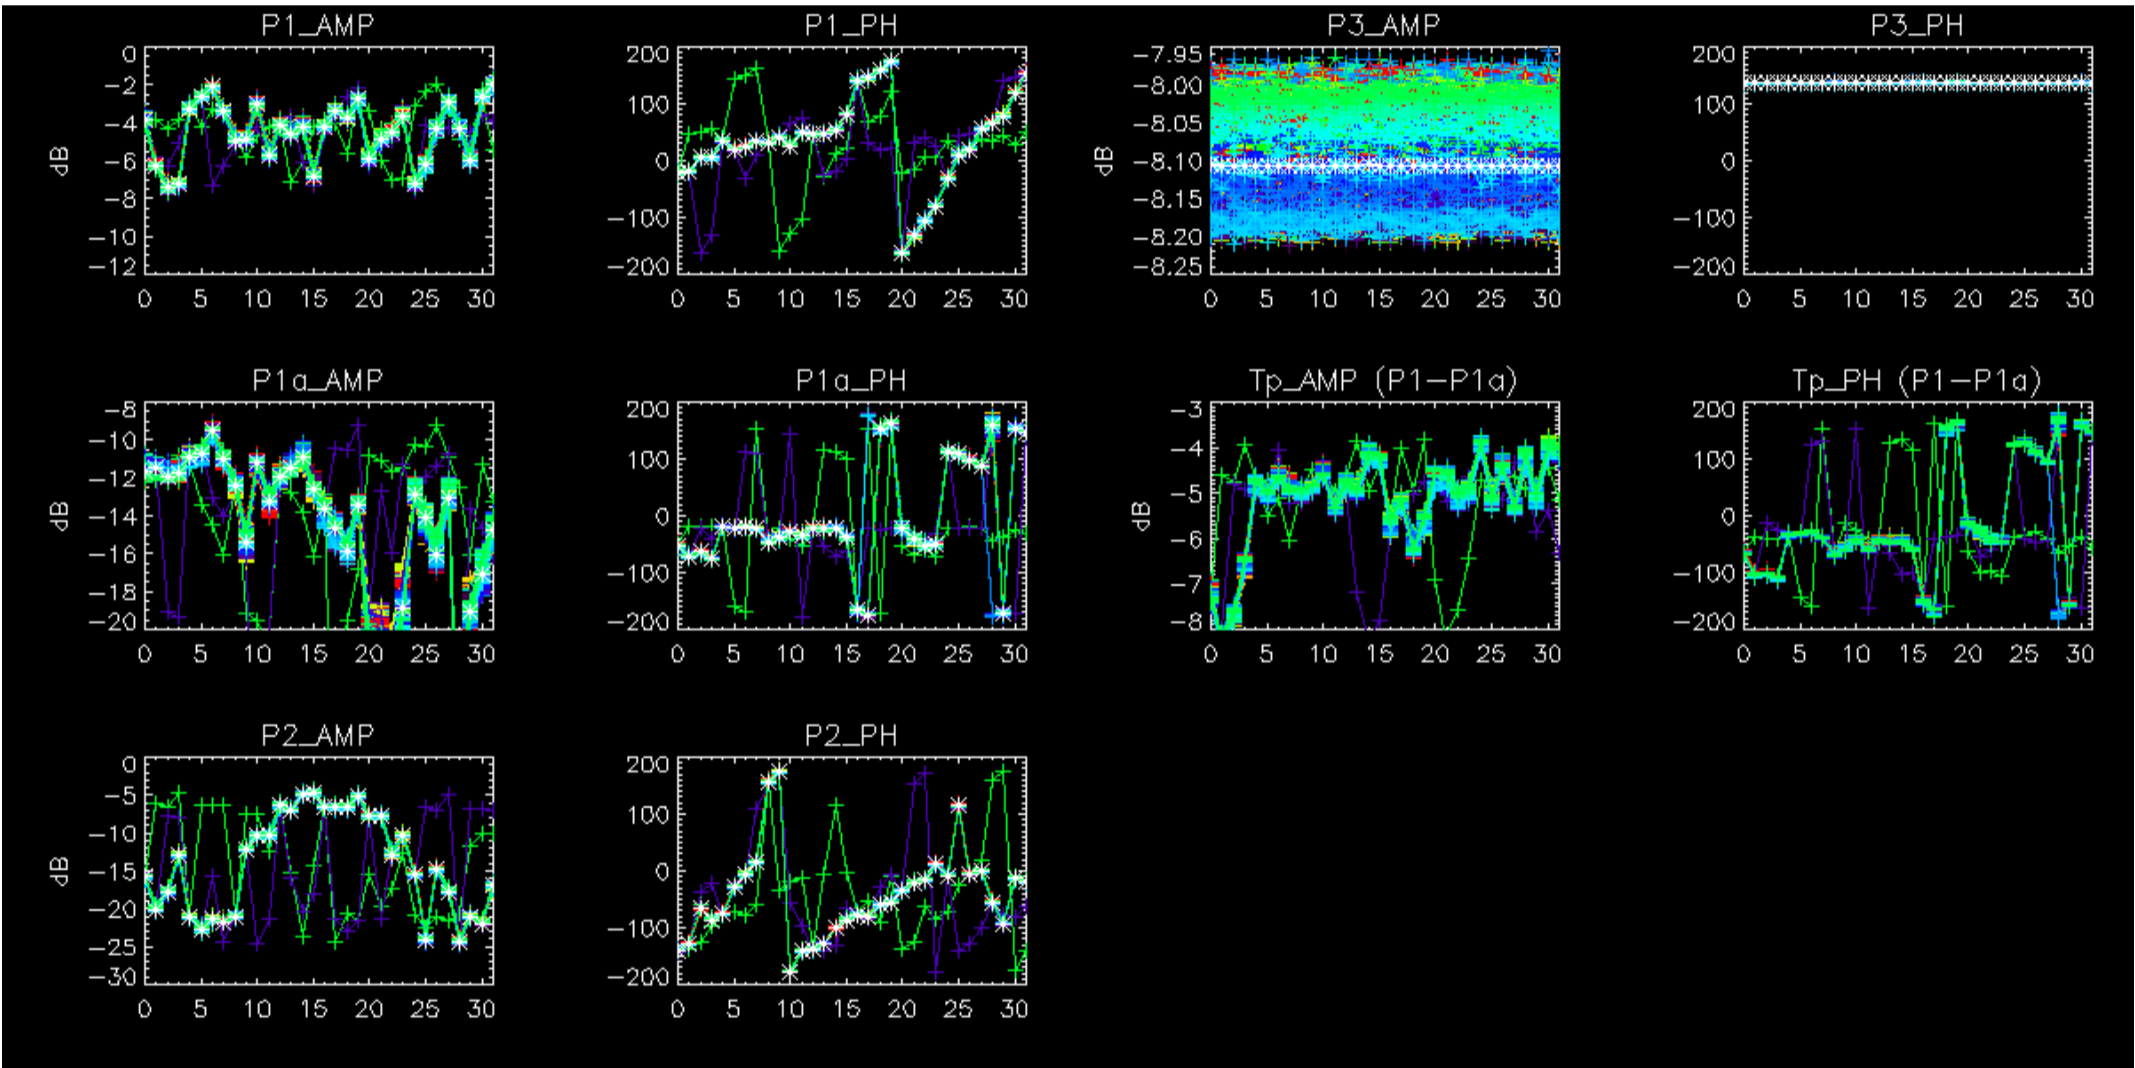 P1_AMP
dB
0
−2
−4
−6
−8
−10
−12
0 5 10 15 20 25 30
P1_PH
200
100
0
−100
−200
0 5 10 15 20 25 30
P3_AMP
dB
−7.95
−8.00
−8.05
−8.10
−8.15
−8.20
−8.25
0 5 10 15 20 25 30
P3_PH
200
100
0
−100
−200
0 5 10 15 20 25 30
P1a_AMP
dB
−8
−10
−12
−14
−16
−18
−20
0 5 10 15 20 25 30
P1a_PH
200
100
0
−100
−200
0 5 10 15 20 25 30
Tp_AMP (P1−P1a)
dB
−3
−4
−5
−6
−7
−8
0 5 10 15 20 25 30
Tp_PH (P1−P1a)
200
100
0
−100
−200
0 5 10 15 20 25 30
P2_AMP
dB
0
−5
−10
−15
−20
−25
−30
0 5 10 15 20 25 30
P2_PH
200
100
0
−100
−200
0 5 10 15 20 25 30